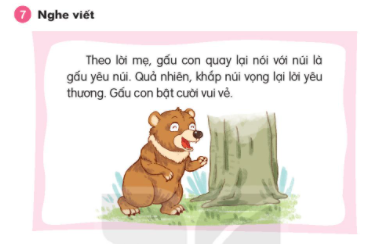 7 Nghe viết
Theo lời mẹ, gấu con quay lại nói với núi là
gấu yêu núi. Quả nhiên, khắp núi vọng lại lời yêu
thương. Gấu con bật cười vui vẻ.